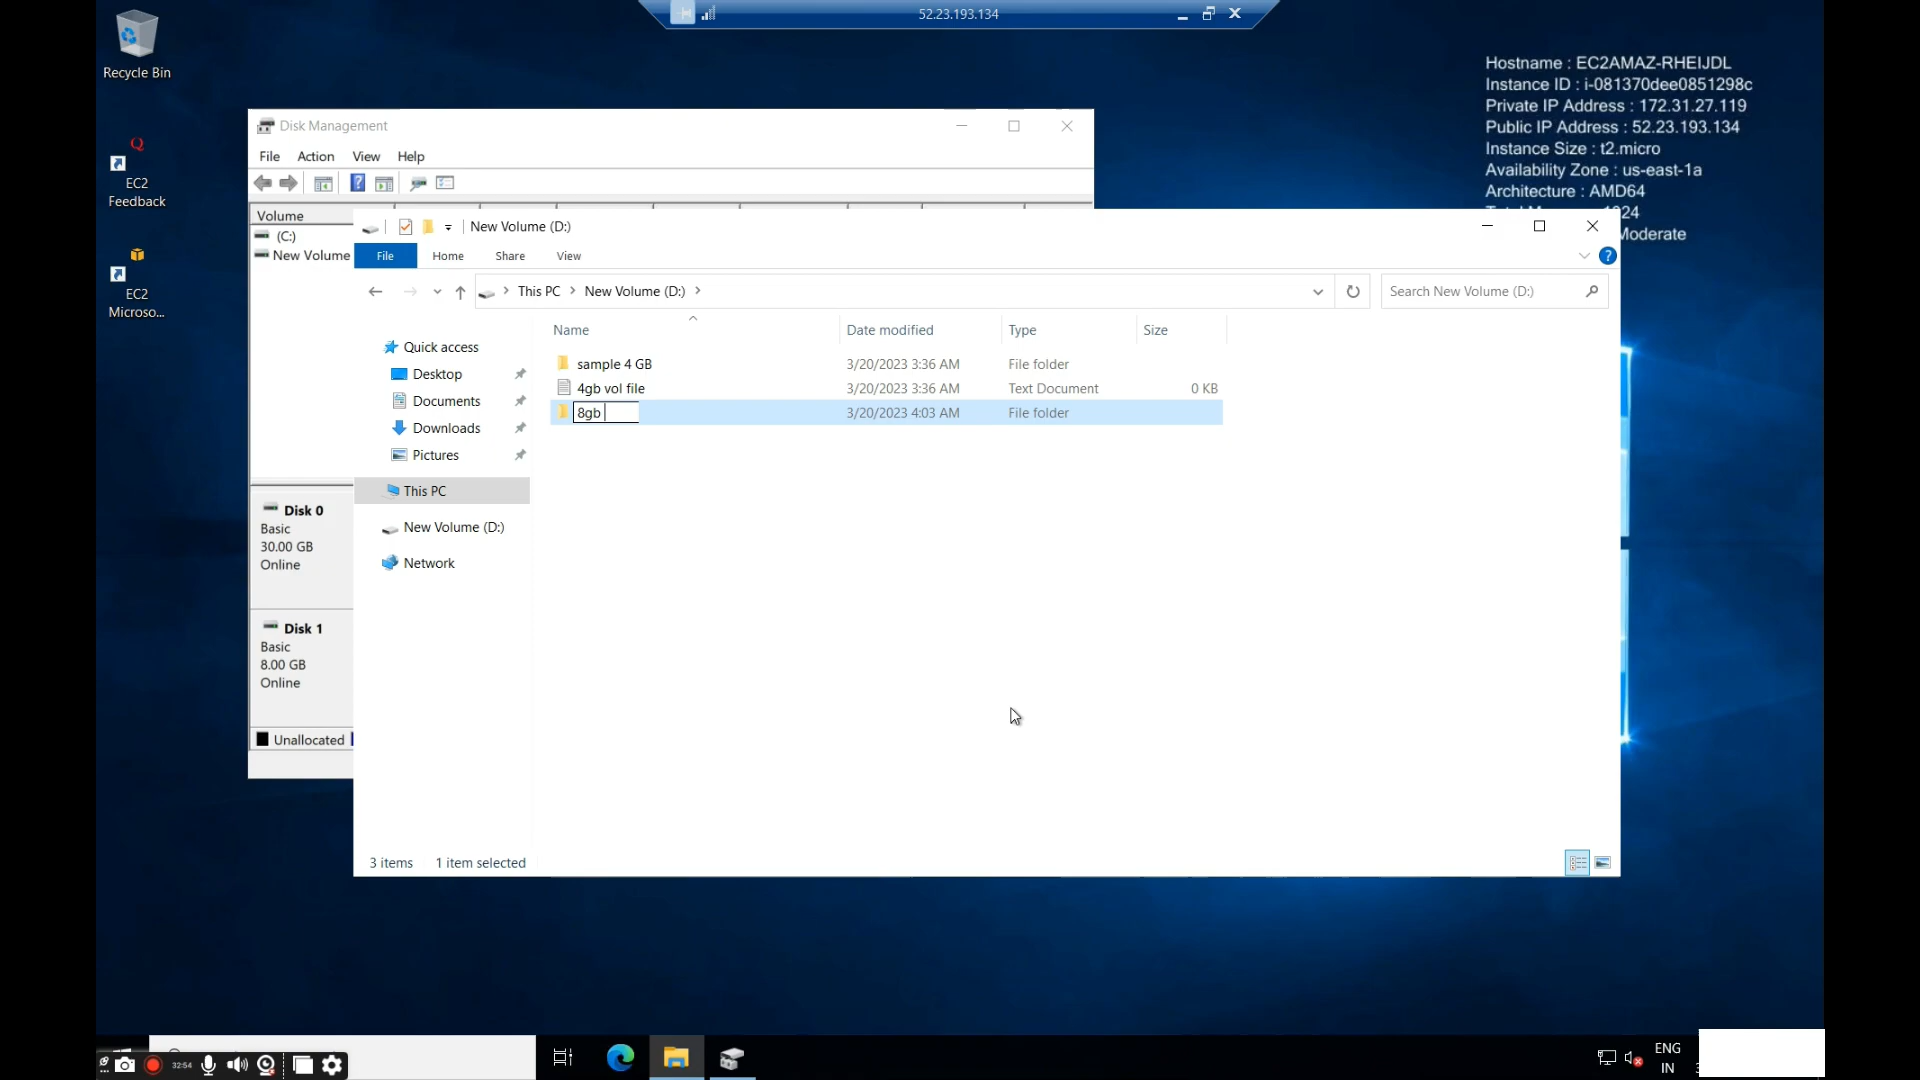 52.23.193.134
Recycle Bin
EC2
Feedback
EC2
Microso...
Hostname : EC2AMAZ-RHEIJDL
Instance ID : i-081370dee0851298c
Private IP Address : 172.31.27.119
Public IP Address : 52.23.193.134
Instance Size : t2.micro
Availability Zone : us-east-1a
Architecture : AMD64
24
Moderate
Disk Management
File Action View Help
Volume
(C:)
New Volume
Disk 0
Basic
30.00 GB
Online
Disk 1
Basic
8.00 GB
Online
Unallocated
New Volume (D:)
File Home Share View
This PC > New Volume (D:) >
Search New Volume (D:)
Name Date modified Type Size
sample 4 GB 3/20/2023 3:36 AM File folder
4gb vol file 3/20/2023 3:36 AM Text Document 0 KB
8gb 3/20/2023 4:03 AM File folder
Quick access
Desktop
Documents
Downloads
Pictures
This PC
New Volume (D:)
Network
3 items 1 item selected
32:54
ENG
IN